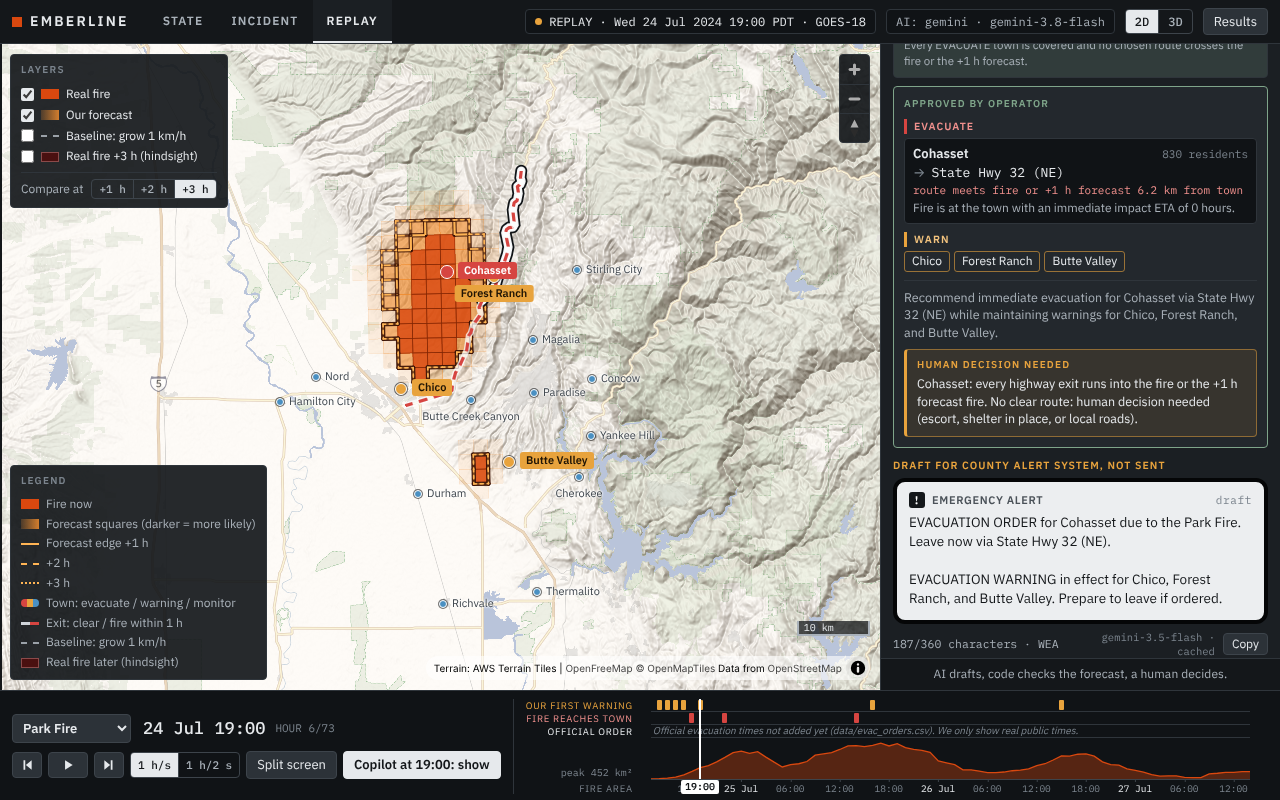 EMBERLINE
STATE
INCIDENT
REPLAY
REPLAY · Wed 24 Jul 2024 19:00 PDT · GOES-18
AI: gemini · gemini-3.8-flash
2D 3D
Results
LAYERS
Real fire
Our forecast
Baseline: grow 1 km/h
Real fire +3 h (hindsight)
Compare at +1 h +2 h +3 h
Cohasset
Forest Ranch
Stirling City
Magalia
Nord
Hamilton City
Chico
Concow
Paradise
Butte Creek Canyon
Yankee Hill
Butte Valley
Durham
Cherokee
Thermalito
Richvale
5
10 km
Terrain: AWS Terrain Tiles | OpenFreeMap © OpenMapTiles Data from OpenStreetMap
LEGEND
Fire now
Forecast squares (darker = more likely)
Forecast edge +1 h
+2 h
+3 h
Town: evacuate / warning / monitor
Exit: clear / fire within 1 h
Baseline: grow 1 km/h
Real fire later (hindsight)
Every EVACUATE town is covered and no chosen route crosses the
fire or the +1 h forecast.
APPROVED BY OPERATOR
EVACUATE
Cohasset 830 residents
→ State Hwy 32 (NE)
route meets fire or +1 h forecast 6.2 km from town
Fire is at the town with an immediate impact ETA of 0 hours.
WARN
Chico Forest Ranch Butte Valley
Recommend immediate evacuation for Cohasset via State Hwy
32 (NE) while maintaining warnings for Chico, Forest Ranch,
and Butte Valley.
HUMAN DECISION NEEDED
Cohasset: every highway exit runs into the fire or the +1 h
forecast fire. No clear route: human decision needed
(escort, shelter in place, or local roads).
DRAFT FOR COUNTY ALERT SYSTEM, NOT SENT
! EMERGENCY ALERT draft
EVACUATION ORDER for Cohasset due to the Park Fire.
Leave now via State Hwy 32 (NE).
EVACUATION WARNING in effect for Chico, Forest
Ranch, and Butte Valley. Prepare to leave if ordered.
187/360 characters · WEA
gemini-3.5-flash ·
cached
Copy
AI drafts, code checks the forecast, a human decides.
Park Fire
24 Jul 19:00 HOUR 6/73
1 h/s 1 h/2 s
Split screen
Copilot at 19:00: show
OUR FIRST WARNING
FIRE REACHES TOWN
OFFICIAL ORDER
Official evacuation times not added yet (data/evac_orders.csv). We only show real public times.
peak 452 km²
FIRE AREA
19:00 25 Jul 06:00 12:00 18:00 26 Jul 06:00 12:00 18:00 27 Jul 06:00 12:00